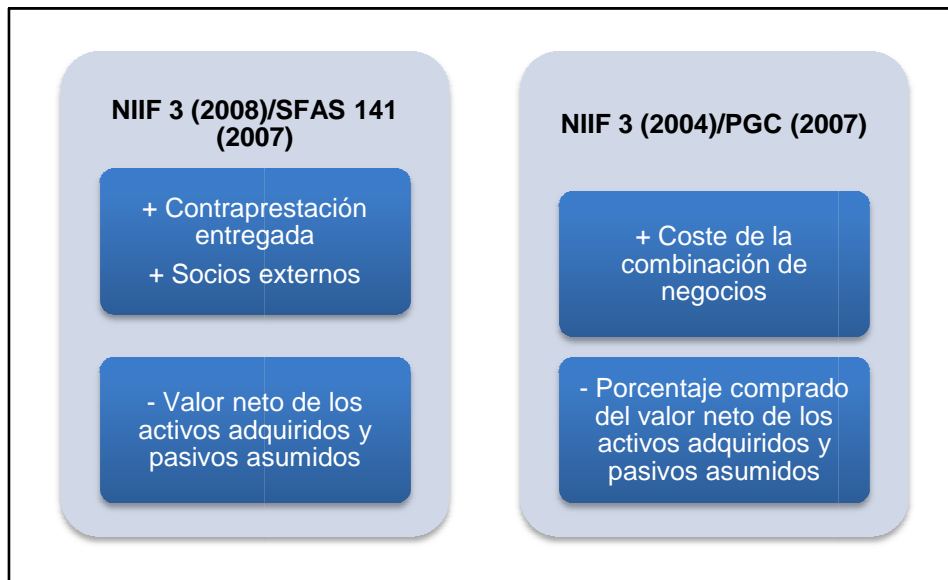 NIIF 3 (2008)/SFAS 141
(2007)
+ Contraprestación
entregada
+ Socios externos
- Valor neto de los
activos adquiridos y
pasivos asumidos
NIIF 3 (2004)/PGC (2007)
+ Coste de la
combinación de
negocios
- Porcentaje comprado
del valor neto de los
activos adquiridos y
pasivos asumidos